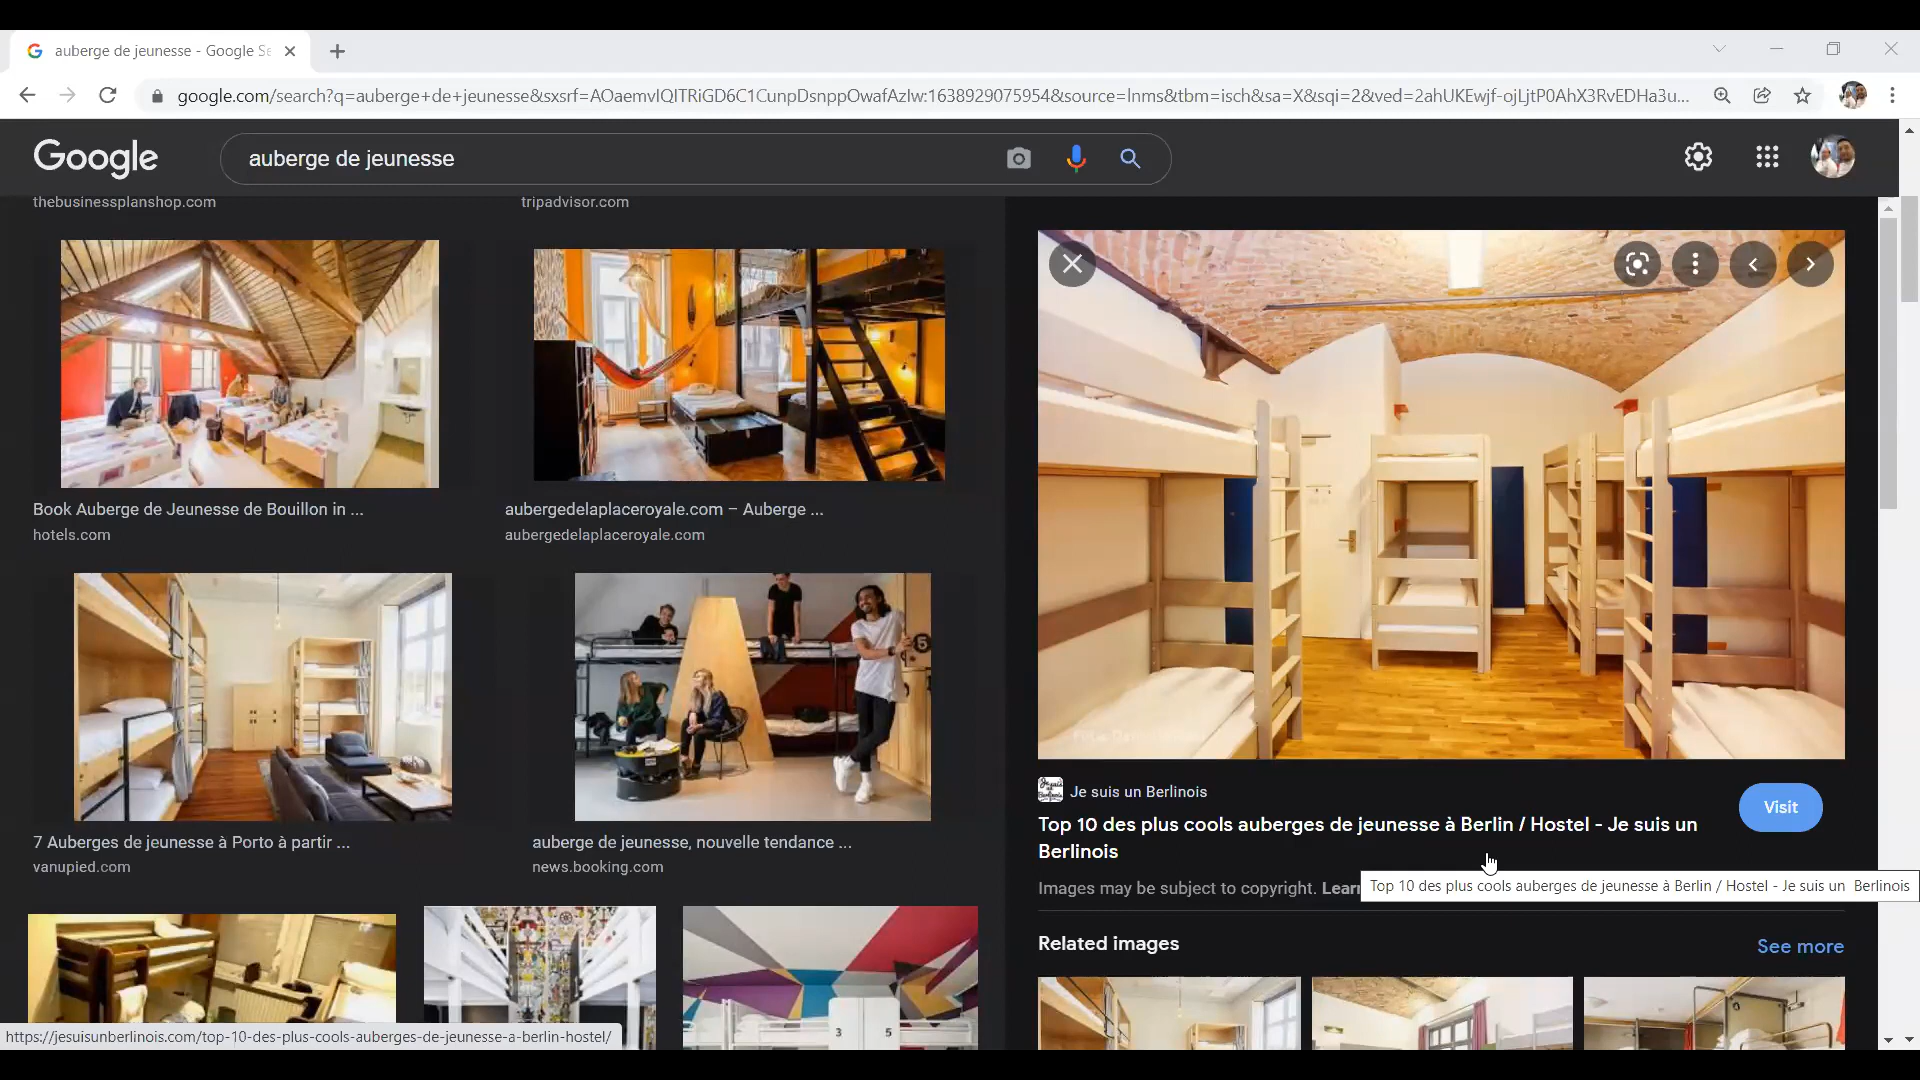 auberge de jeunesse - Google Se
google.com/search?q=auberge+de+jeunesse&sxsrf=AOaemvIQITRiGD6C1CunpDsnppOwafAzIw:1638929075954&source=lnms&tbm=isch&sa=X&sqi=2&ved=2ahUKEwjf-ojLjtP0AhX3RvEDHa3u...
Google
auberge de jeunesse
thebusinessplanshop.com
tripadvisor.com
Book Auberge de Jeunesse de Bouillon in ...
hotels.com
aubergedelaplaceroyale.com – Auberge ...
aubergedelaplaceroyale.com
7 Auberges de jeunesse à Porto à partir ...
vanupied.com
auberge de jeunesse, nouvelle tendance ...
news.booking.com
3 5
https://jesuisunberlinois.com/top-10-des-plus-cools-auberges-de-jeunesse-a-berlin-hostel/
Je suis un Berlinois
Visit
Top 10 des plus cools auberges de jeunesse à Berlin / Hostel - Je suis un
Berlinois
Images may be subject to copyright. Learn
Top 10 des plus cools auberges de jeunesse à Berlin / Hostel - Je suis un Berlinois
Related images
See more